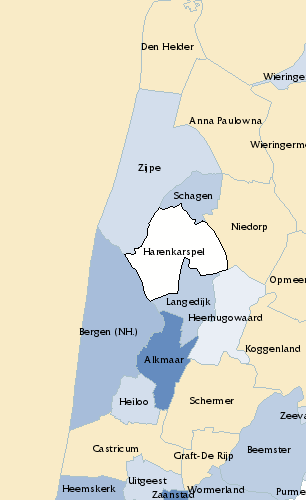 Den Helder
Wieringe
Anna Paulowna
Wieringerme
Zijpe
Schagen
Niedorp
Harenkarspel
Opmeer
Langedijk
Heerhugowaard
Bergen (NH.)
Koggenland
Alkmaar
Heiloo
Schermer
Zeeva
Castricum
Beemster
Graft-De Rijp
Uitgeest
Heemskerk
Wormerland
Purme
Zaanstad